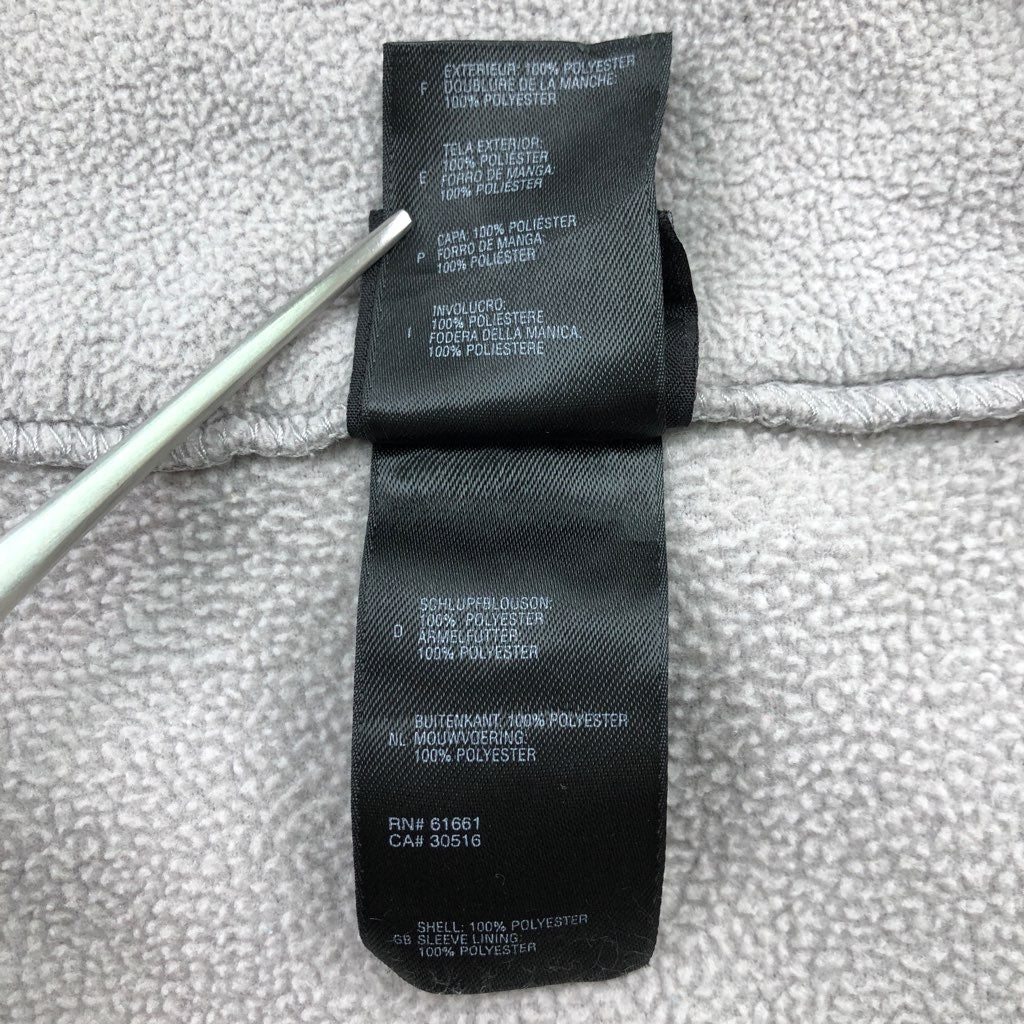 EXTERIEUR: 100% POLYESTER
F DOUBLURE DE LA MANCHE:
100% POLYESTER
TELA EXTERIOR:
100% POLIÉSTER
E FORRO DE MANGA:
100% POLIÉSTER
CAPA: 100% POLIÉSTER
P FORRO DE MANGA:
100% POLIÉSTER
INVOLUCRO:
100% POLIESTERE
I FODERA DELLA MANICA:
100% POLIESTERE
SCHLUPFBLOUSON:
100% POLYESTER
D ARMELFUTTER:
100% POLYESTER
BUITENKANT: 100% POLYESTER
NL MOUWVOERING:
100% POLYESTER
RN# 61661
CA# 30516
SHELL: 100% POLYESTER
GB SLEEVE LINING:
100% POLYESTER